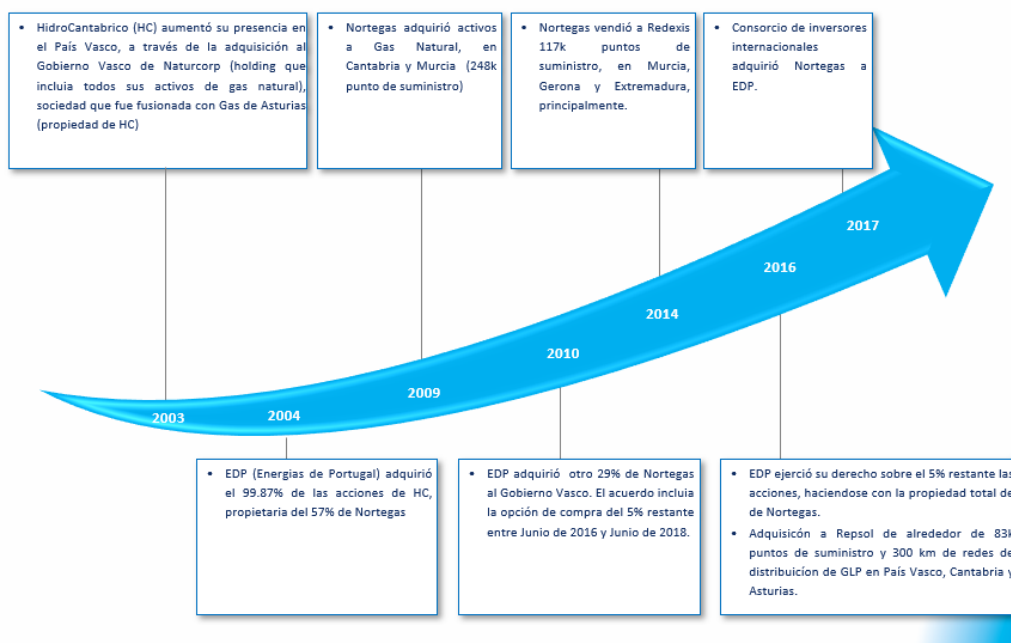 • HidroCantabrico (HC) aumentó su presencia en
el País Vasco, a través de la adquisición al
Gobierno Vasco de Naturcorp (holding que
incluia todos sus activos de gas natural),
sociedad que fue fusionada con Gas de Asturias
(propiedad de HC)
• Nortegas adquirió activos
a Gas Natural, en
Cantabria y Murcia (248k
punto de suministro)
• Nortegas vendió a Redexis
117k puntos de
suministro, en Murcia,
Gerona y Extremadura,
principalmente.
• Consorcio de inversores
internacionales
adquirió Nortegas a
EDP.
2017
2016
2014
2010
2009
2003
2004
• EDP (Energias de Portugal) adquirió
el 99.87% de las acciones de HC,
propietaria del 57% de Nortegas
• EDP adquirió otro 29% de Nortegas
al Gobierno Vasco. El acuerdo incluia
la opción de compra del 5% restante
entre Junio de 2016 y Junio de 2018.
• EDP ejerció su derecho sobre el 5% restante las
acciones, haciendose con la propiedad total de
de Nortegas.
• Adquisicón a Repsol de alrededor de 83k
puntos de suministro y 300 km de redes de
distribuicíon de GLP en País Vasco, Cantabria y
Asturias.